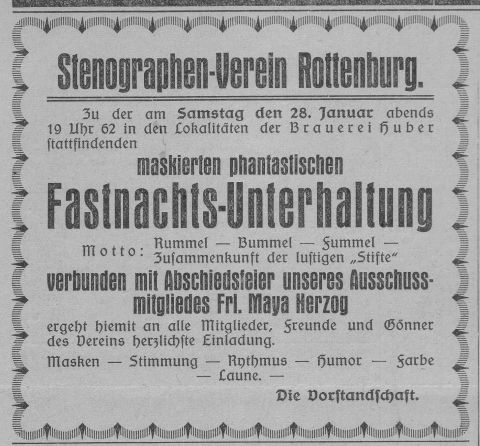 Stenographen-Verein Rottenburg.
Zu der am Samstag den 28. Januar abends
19 Uhr 62 in den Lokalitäten der Brauerei Huber
stattfindenden
maskierten phantastischen
Fastnachts-Unterhaltung
Motto: Rummel — Bummel — Fummel —
Zusammenkunft der lustigen „Stifte“
verbunden mit Abschiedsfeier unseres Ausschuss-
mitgliedes Frl. Maya Herzog
ergeht hiemit an alle Mitglieder, Freunde und Gönner
des Vereins herzlichste Einladung.
Masken — Stimmung — Rythmus — Humor — Farbe
— Laune. —
Die Vorstandschaft.